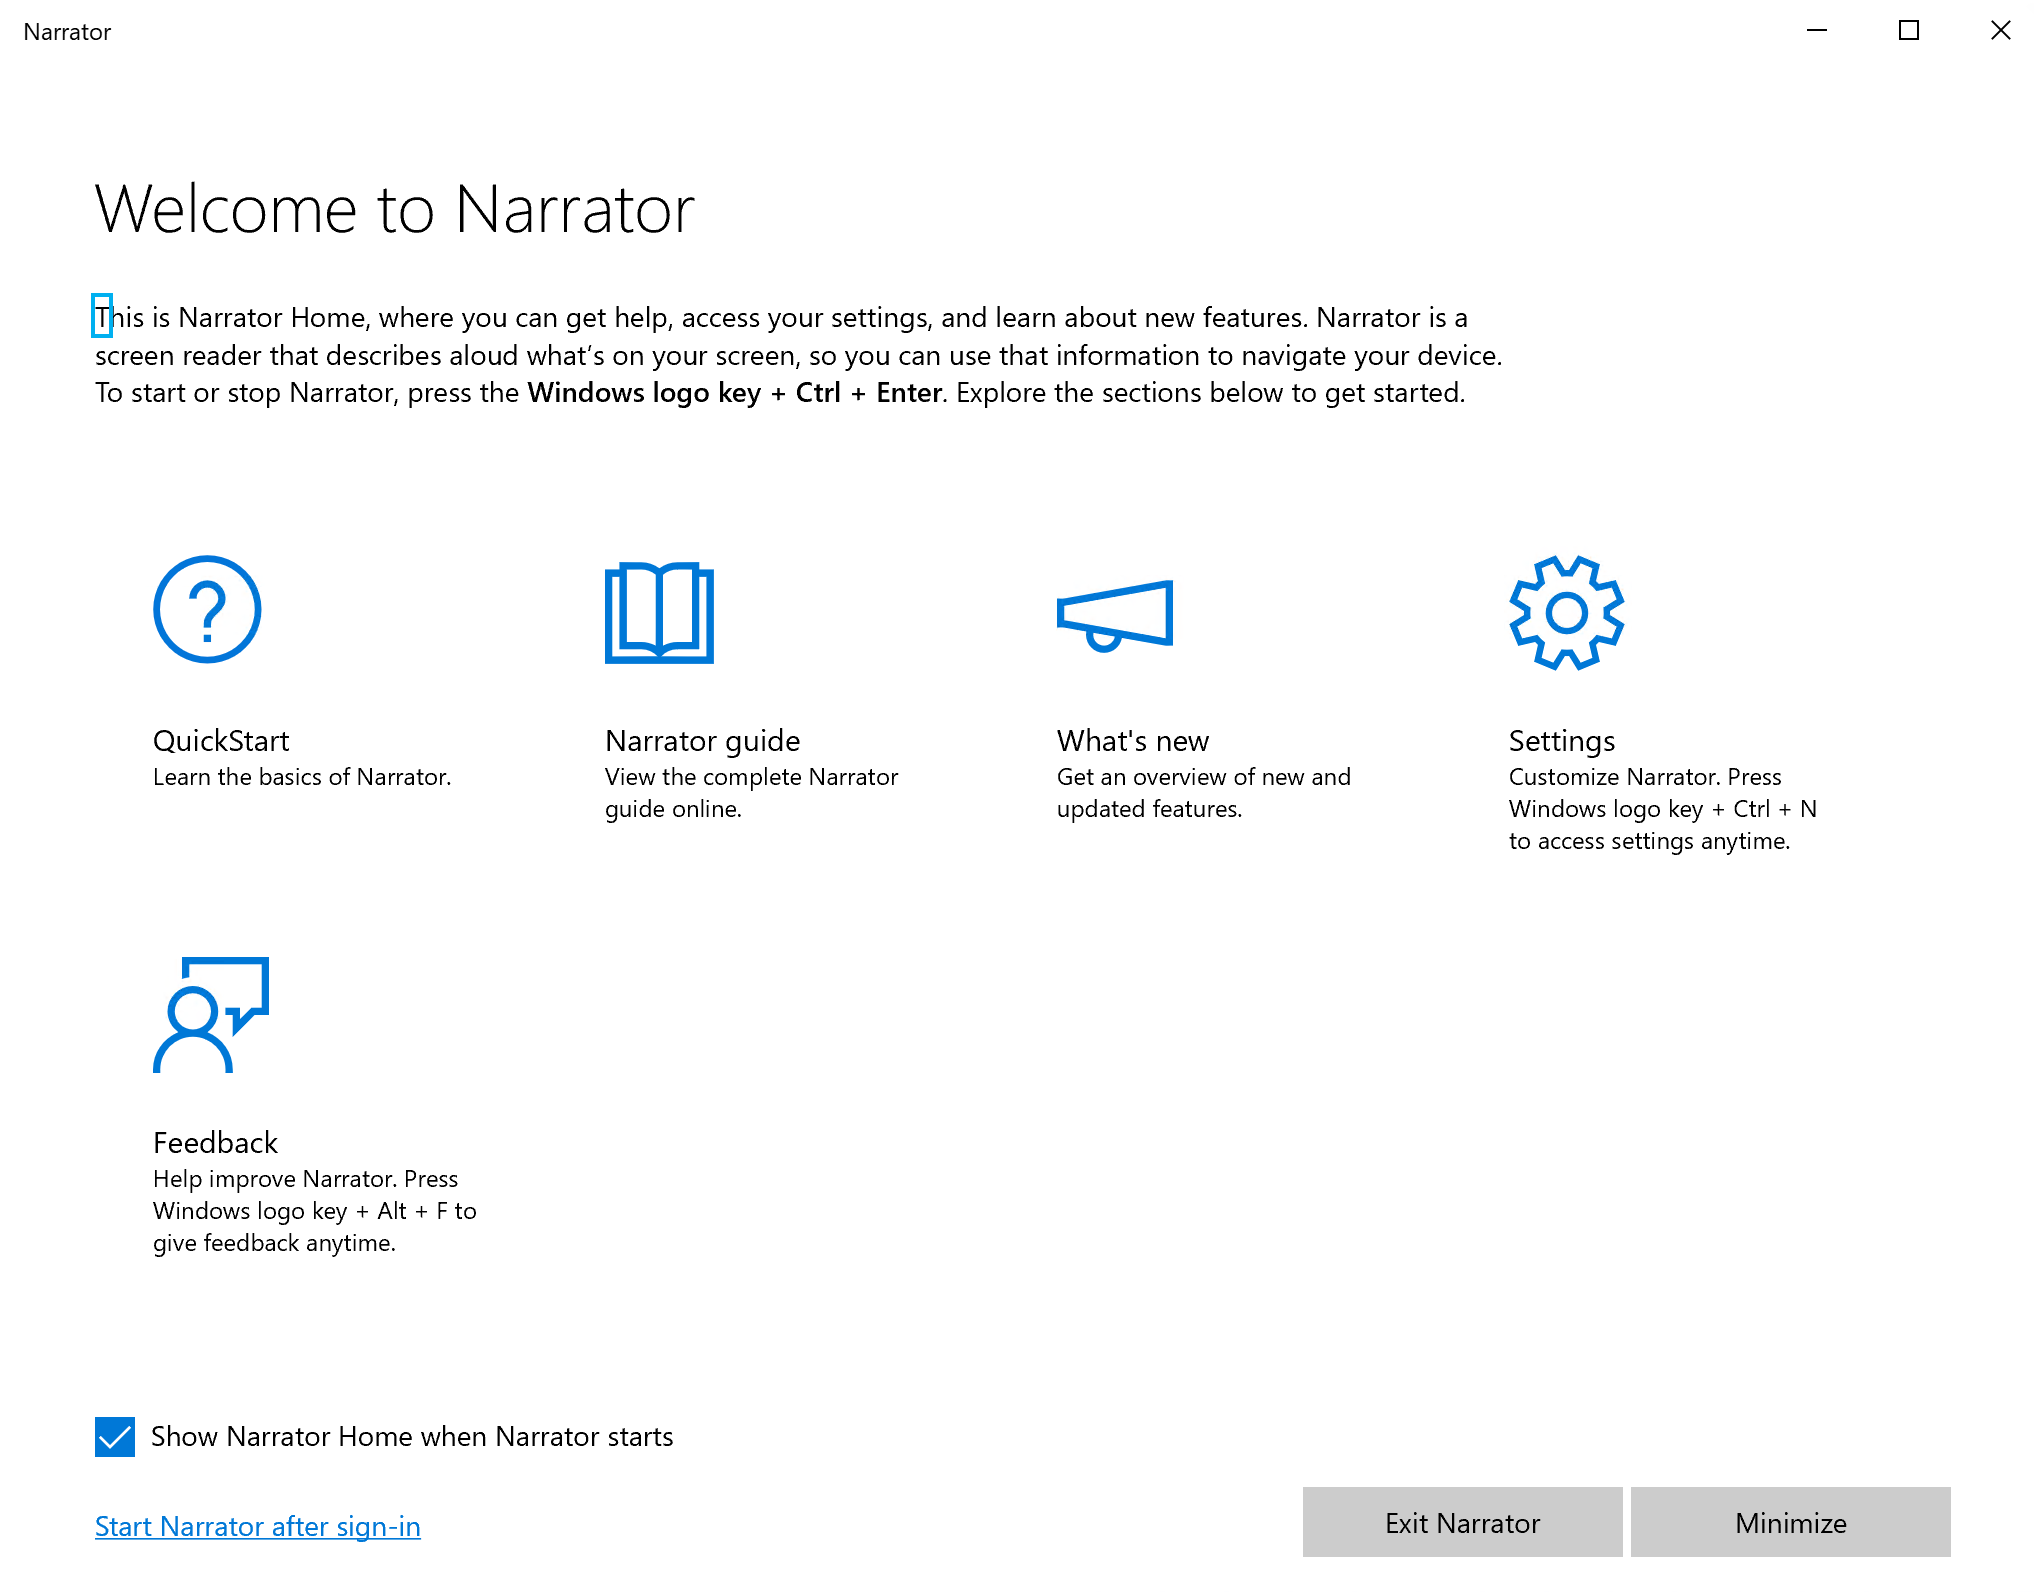 Narrator
Welcome to Narrator
This is Narrator Home, where you can get help, access your settings, and learn about new features. Narrator is a
screen reader that describes aloud what’s on your screen, so you can use that information to navigate your device.
To start or stop Narrator, press the Windows logo key + Ctrl + Enter. Explore the sections below to get started.
QuickStart
Learn the basics of Narrator.
Narrator guide
View the complete Narrator
guide online.
What's new
Get an overview of new and
updated features.
Settings
Customize Narrator. Press
Windows logo key + Ctrl + N
to access settings anytime.
Feedback
Help improve Narrator. Press
Windows logo key + Alt + F to
give feedback anytime.
Show Narrator Home when Narrator starts
Start Narrator after sign-in
Exit Narrator
Minimize